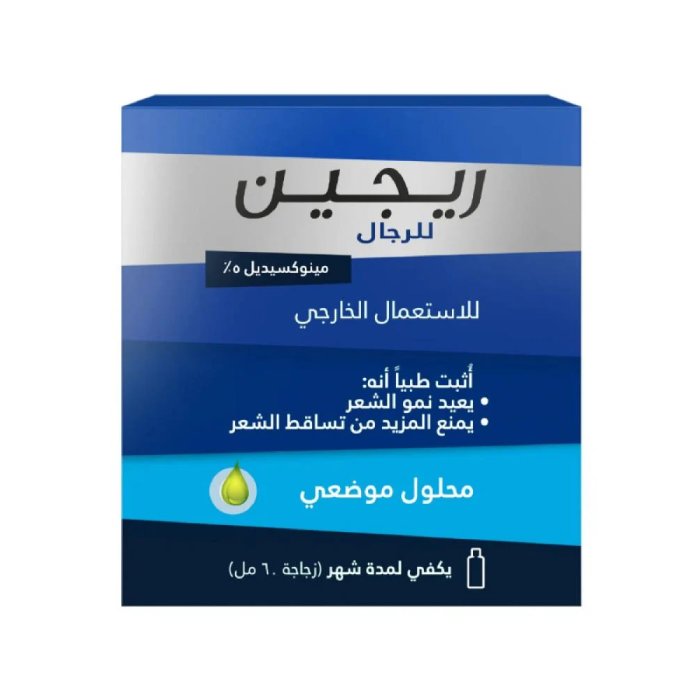 ريجين
للرجال
مينوكسيديل ٥٪
للاستعمال الخارجي
أُثبت طبياً أنه:
• يعيد نمو الشعر
• يمنع المزيد من تساقط الشعر
محلول موضعي
يكفي لمدة شهر (زجاجة ٦٠ مل)